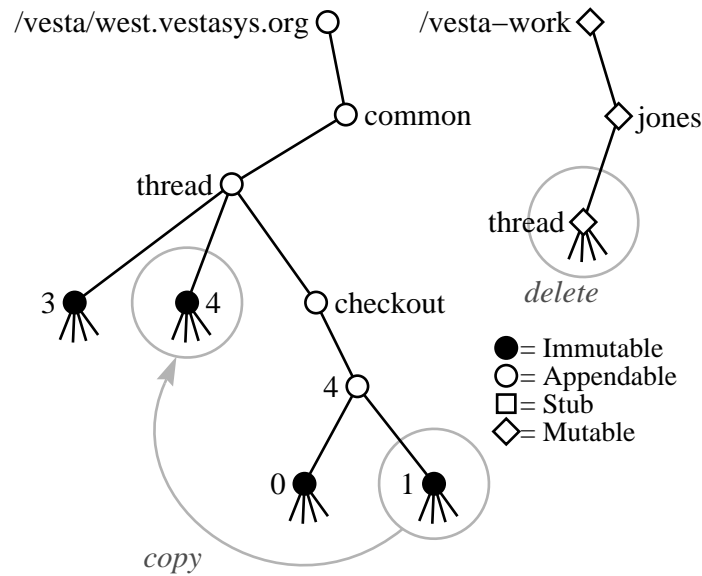 /vesta/west.vestasys.org
/vesta−work
common
jones
thread
thread
3
4
delete
checkout
= Immutable
= Appendable
4
= Stub
= Mutable
0
1
copy